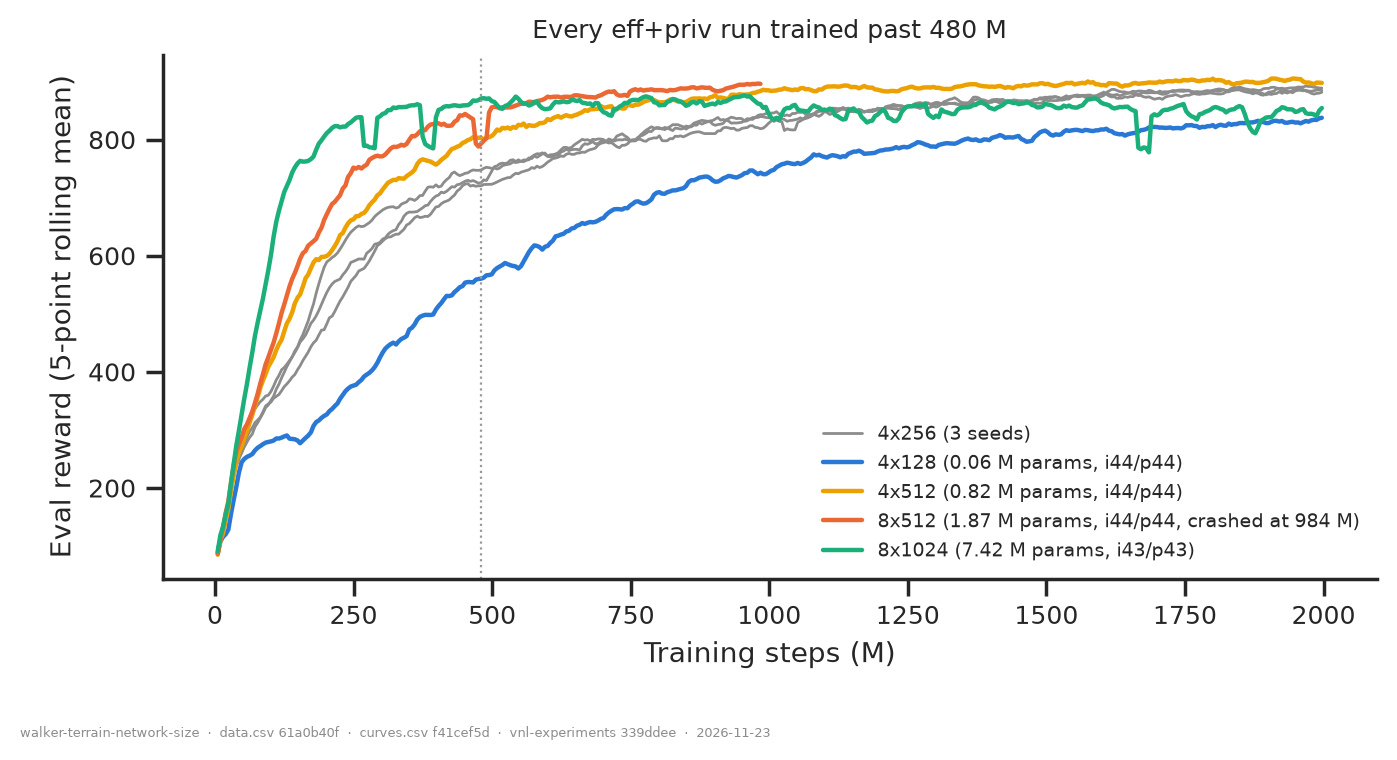 Every eff+priv run trained past 480 M
Eval reward (5-point rolling mean)
800
600
400
200
4x256 (3 seeds)
4x128 (0.06 M params, i44/p44)
4x512 (0.82 M params, i44/p44)
8x512 (1.87 M params, i44/p44, crashed at 984 M)
8x1024 (7.42 M params, i43/p43)
0 250 500 750 1000 1250 1500 1750 2000
Training steps (M)
walker-terrain-network-size · data.csv 61a0b40f · curves.csv f41cef5d · vnl-experiments 339ddee · 2026-11-23